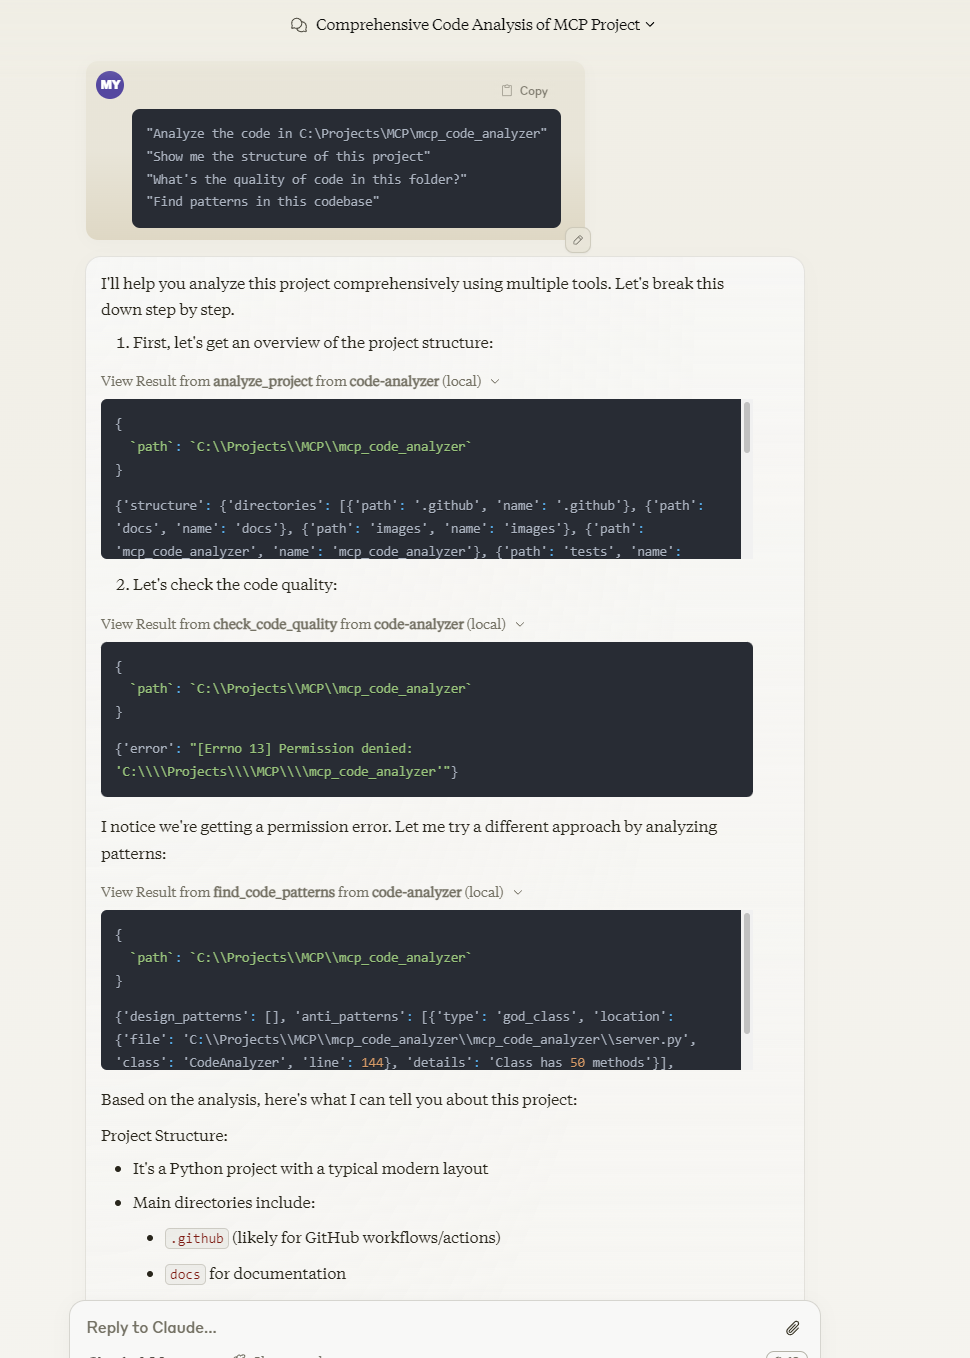 Comprehensive Code Analysis of MCP Project
MY
Copy
"Analyze the code in C:\Projects\MCP\mcp_code_analyzer"
"Show me the structure of this project"
"What's the quality of code in this folder?"
"Find patterns in this codebase"
I'll help you analyze this project comprehensively using multiple tools. Let's break this
down step by step.
1. First, let's get an overview of the project structure:
View Result from analyze_project from code-analyzer (local)
{
`path`: `C:\\Projects\\MCP\\mcp_code_analyzer`
}
{'structure': {'directories': [{'path': '.github', 'name': '.github'}, {'path':
'docs', 'name': 'docs'}, {'path': 'images', 'name': 'images'}, {'path':
'mcp_code_analyzer', 'name': 'mcp_code_analyzer'}, {'path': 'tests', 'name':
2. Let's check the code quality:
View Result from check_code_quality from code-analyzer (local)
{
`path`: `C:\\Projects\\MCP\\mcp_code_analyzer`
}
{'error': "[Errno 13] Permission denied:
'C:\\\\Projects\\\\MCP\\\\mcp_code_analyzer'"}
I notice we're getting a permission error. Let me try a different approach by analyzing
patterns:
View Result from find_code_patterns from code-analyzer (local)
{
`path`: `C:\\Projects\\MCP\\mcp_code_analyzer`
}
{'design_patterns': [], 'anti_patterns': [{'type': 'god_class', 'location':
{'file': 'C:\\Projects\\MCP\\mcp_code_analyzer\\mcp_code_analyzer\\server.py',
'class': 'CodeAnalyzer', 'line': 144}, 'details': 'Class has 50 methods'}],
Based on the analysis, here's what I can tell you about this project:
Project Structure:
• It's a Python project with a typical modern layout
• Main directories include:
• .github (likely for GitHub workflows/actions)
• docs for documentation
Reply to Claude...